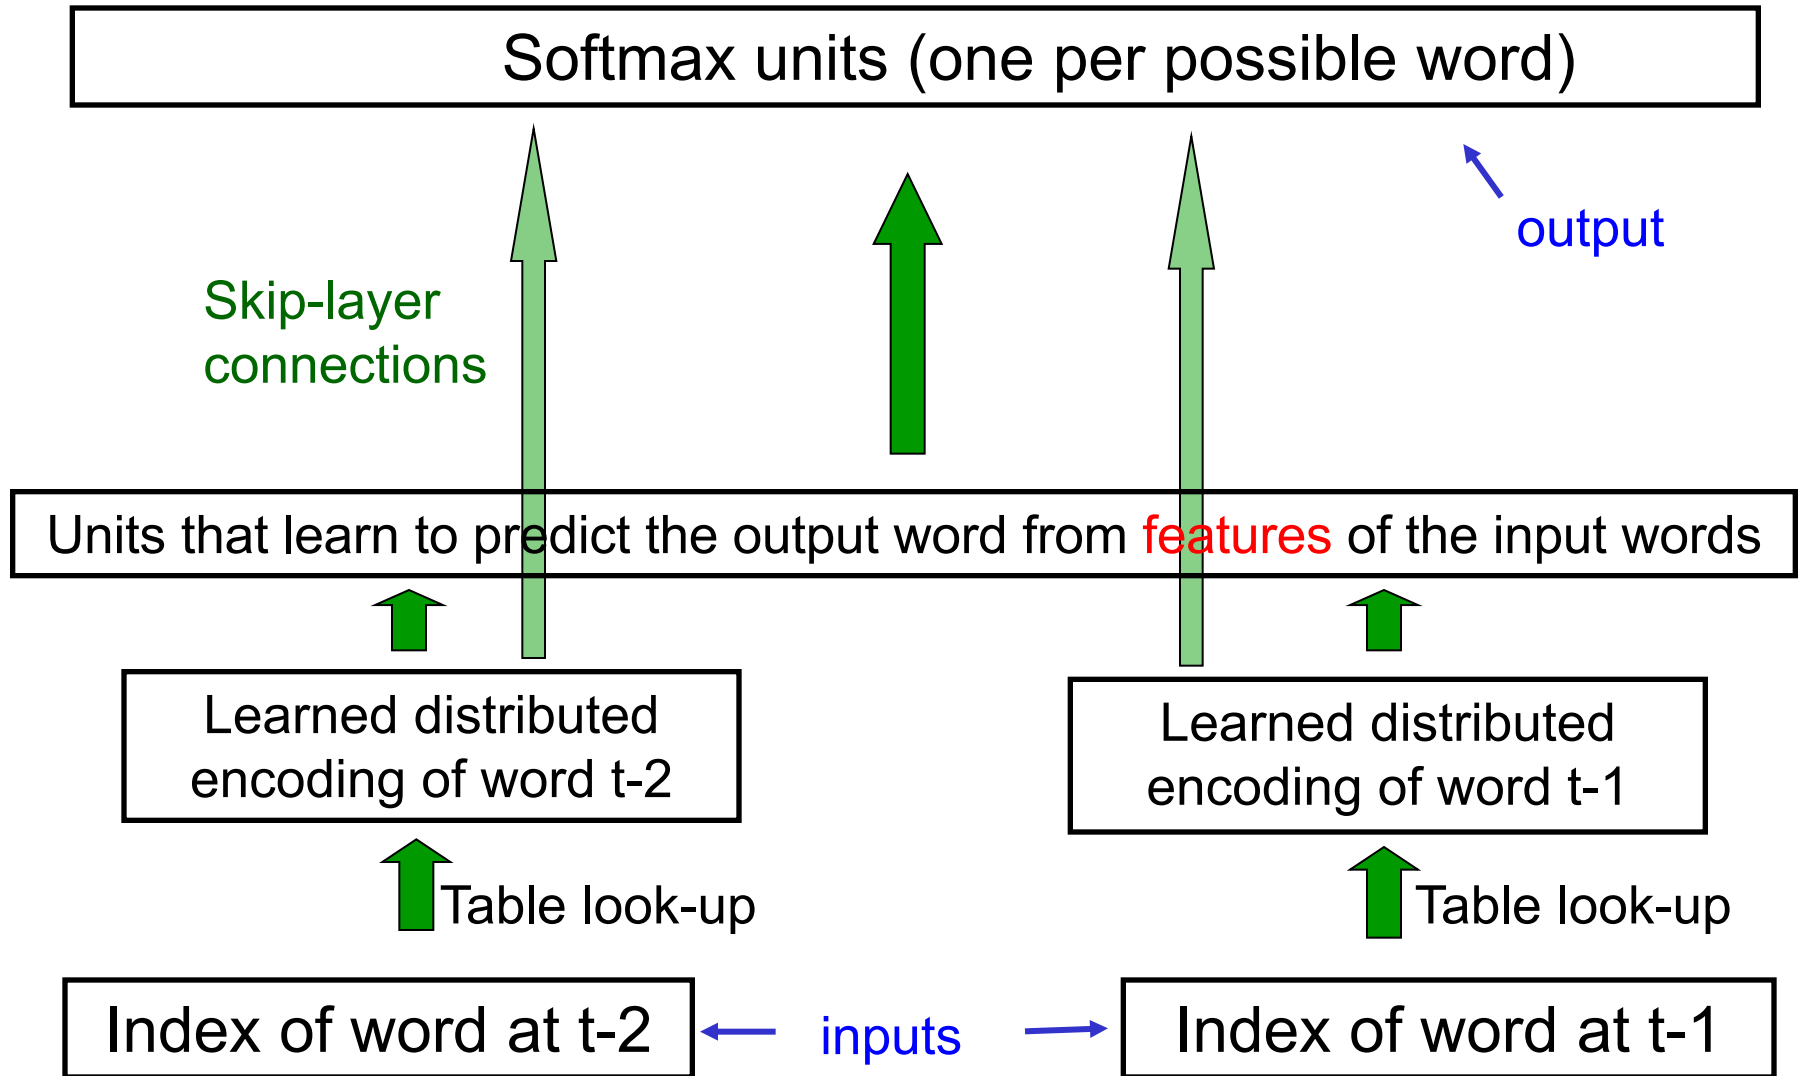 Softmax units (one per possible word)
output
Skip-layer
connections
Units that learn to predict the output word from features of the input words
Learned distributed
encoding of word t-2
Learned distributed
encoding of word t-1
Table look-up
Table look-up
Index of word at t-2
inputs
Index of word at t-1